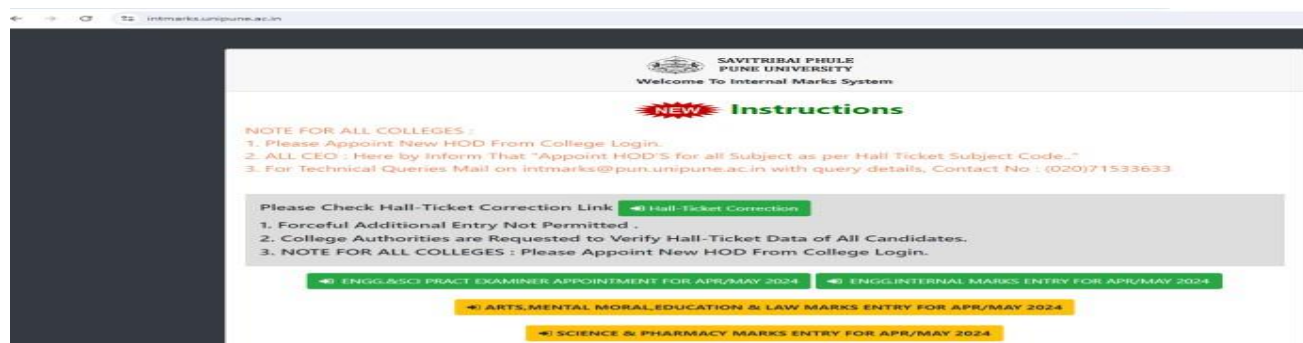 intmarks.unipune.ac.in
SAVITRIBAI PHULE
PUNE UNIVERSITY
Welcome To Internal Marks System
NEW Instructions
NOTE FOR ALL COLLEGES :
1. Please Appoint New HOD From College Login.
2. ALL CEO : Here by Inform That "Appoint HOD'S for all Subject as per Hall Ticket Subject Code.."
3. For Technical Queries Mail on intmarks@pun.unipune.ac.in with query details, Contact No : (020)71533633
Please Check Hall-Ticket Correction Link Hall-Ticket Correction
1. Forceful Additional Entry Not Permitted .
2. College Authorities are Requested to Verify Hall-Ticket Data of All Candidates.
3. NOTE FOR ALL COLLEGES : Please Appoint New HOD From College Login.
ENGG.&SCI PRACT EXAMINER APPOINTMENT FOR APR/MAY 2024 ENGG.INTERNAL MARKS ENTRY FOR APR/MAY 2024
ARTS,MENTAL MORAL,EDUCATION & LAW MARKS ENTRY FOR APR/MAY 2024
SCIENCE & PHARMACY MARKS ENTRY FOR APR/MAY 2024